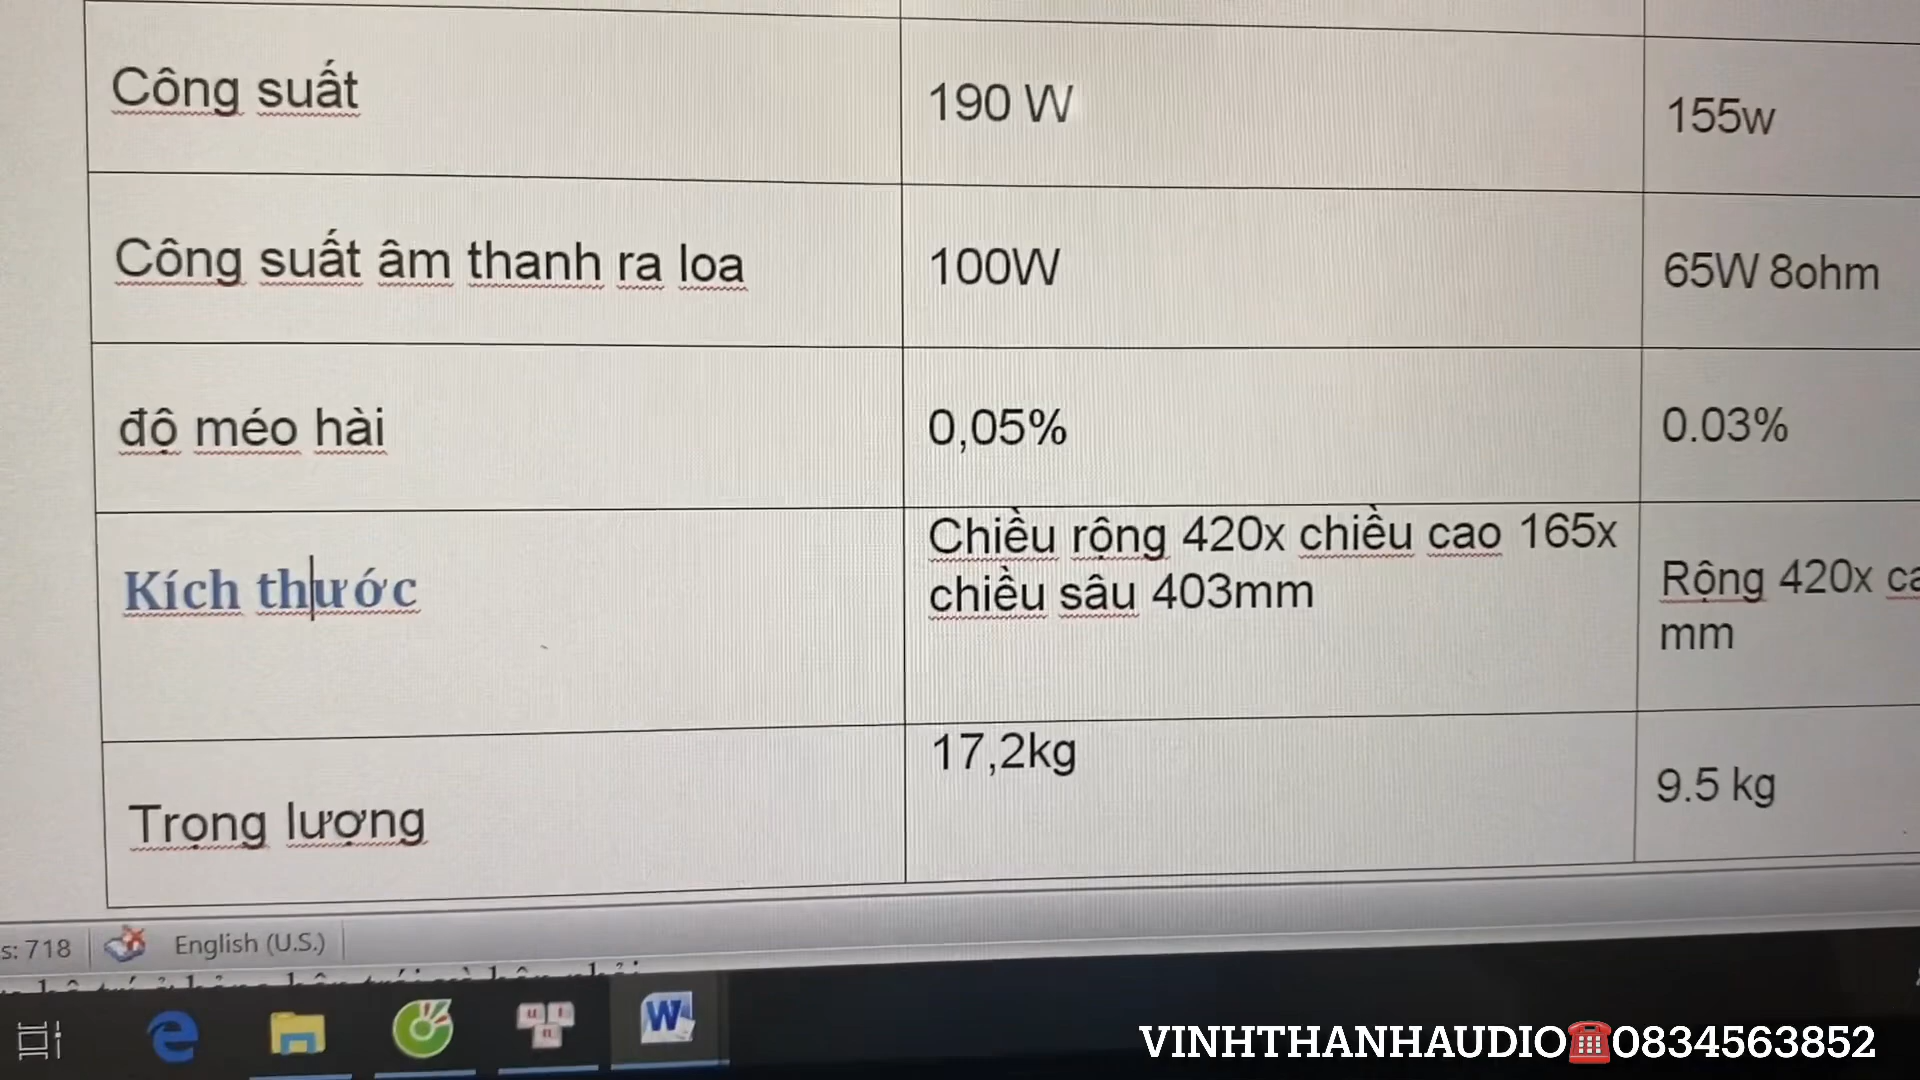 Công suất
190 W
155w
Công suất âm thanh ra loa
100W
65W 8ohm
độ méo hài
0,05%
0.03%
Kích thước
Chiều rộng 420x chiều cao 165x
chiều sâu 403mm
Rộng 420x
mm
Trọng lượng
17,2kg
9.5 kg
s: 718
English (U.S.)
VINHTHANHAUDIO☎️0834563852